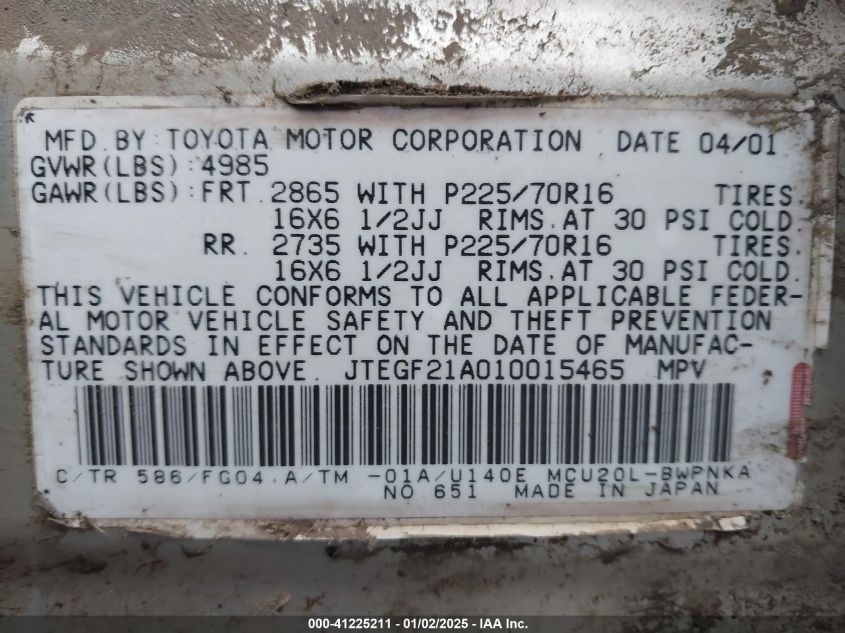 MFD. BY: TOYOTA MOTOR CORPORATION DATE 04/01
GVWR(LBS):4985
GAWR(LBS):FRT. 2865 WITH P225/70R16 TIRES.
16X6 1/2JJ RIMS.AT 30 PSI COLD.
RR. 2735 WITH P225/70R16 TIRES.
16X6 1/2JJ RIMS.AT 30 PSI COLD.
THIS VEHICLE CONFORMS TO ALL APPLICABLE FEDER-
AL MOTOR VEHICLE SAFETY AND THEFT PREVENTION
STANDARDS IN EFFECT ON THE DATE OF MANUFAC-
TURE SHOWN ABOVE. JTEGF21A010015465 MPV
C/TR 586/FG04.A/TM -01A/U140E MCU20L-BWPNKA
NO.651 MADE IN JAPAN
000-41225211 - 01/02/2025 - IAA Inc.